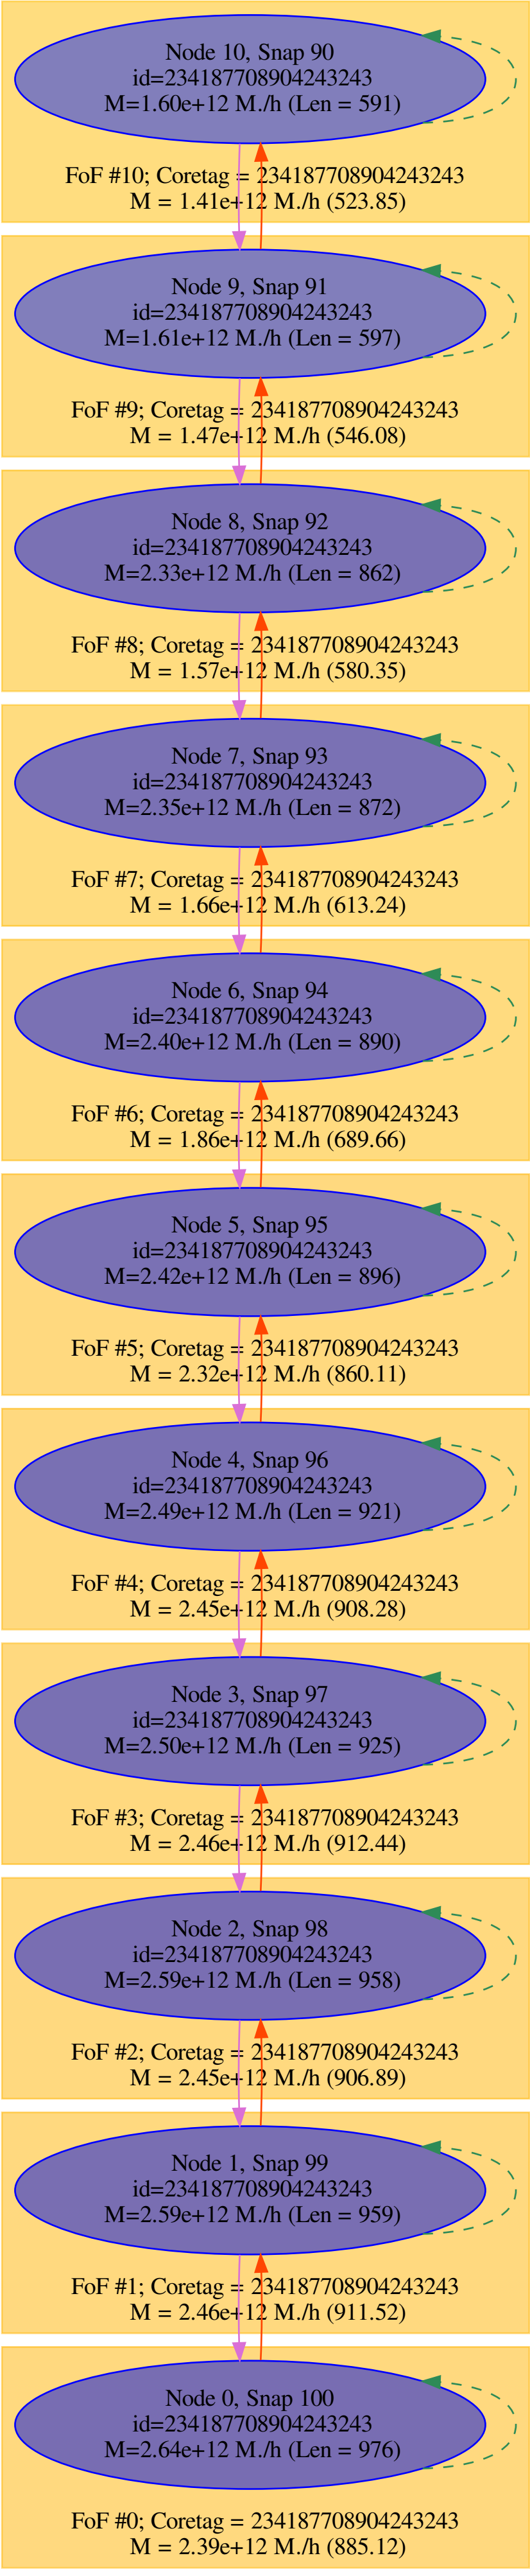 Node 10, Snap 90
id=234187708904243243
M=1.60e+12 M./h (Len = 591)
FoF #10; Coretag = 234187708904243243
M = 1.41e+12 M./h (523.85)
Node 9, Snap 91
id=234187708904243243
M=1.61e+12 M./h (Len = 597)
FoF #9; Coretag = 234187708904243243
M = 1.47e+12 M./h (546.08)
Node 8, Snap 92
id=234187708904243243
M=2.33e+12 M./h (Len = 862)
FoF #8; Coretag = 234187708904243243
M = 1.57e+12 M./h (580.35)
Node 7, Snap 93
id=234187708904243243
M=2.35e+12 M./h (Len = 872)
FoF #7; Coretag = 234187708904243243
M = 1.66e+12 M./h (613.24)
Node 6, Snap 94
id=234187708904243243
M=2.40e+12 M./h (Len = 890)
FoF #6; Coretag = 234187708904243243
M = 1.86e+12 M./h (689.66)
Node 5, Snap 95
id=234187708904243243
M=2.42e+12 M./h (Len = 896)
FoF #5; Coretag = 234187708904243243
M = 2.32e+12 M./h (860.11)
Node 4, Snap 96
id=234187708904243243
M=2.49e+12 M./h (Len = 921)
FoF #4; Coretag = 234187708904243243
M = 2.45e+12 M./h (908.28)
Node 3, Snap 97
id=234187708904243243
M=2.50e+12 M./h (Len = 925)
FoF #3; Coretag = 234187708904243243
M = 2.46e+12 M./h (912.44)
Node 2, Snap 98
id=234187708904243243
M=2.59e+12 M./h (Len = 958)
FoF #2; Coretag = 234187708904243243
M = 2.45e+12 M./h (906.89)
Node 1, Snap 99
id=234187708904243243
M=2.59e+12 M./h (Len = 959)
FoF #1; Coretag = 234187708904243243
M = 2.46e+12 M./h (911.52)
Node 0, Snap 100
id=234187708904243243
M=2.64e+12 M./h (Len = 976)
FoF #0; Coretag = 234187708904243243
M = 2.39e+12 M./h (885.12)